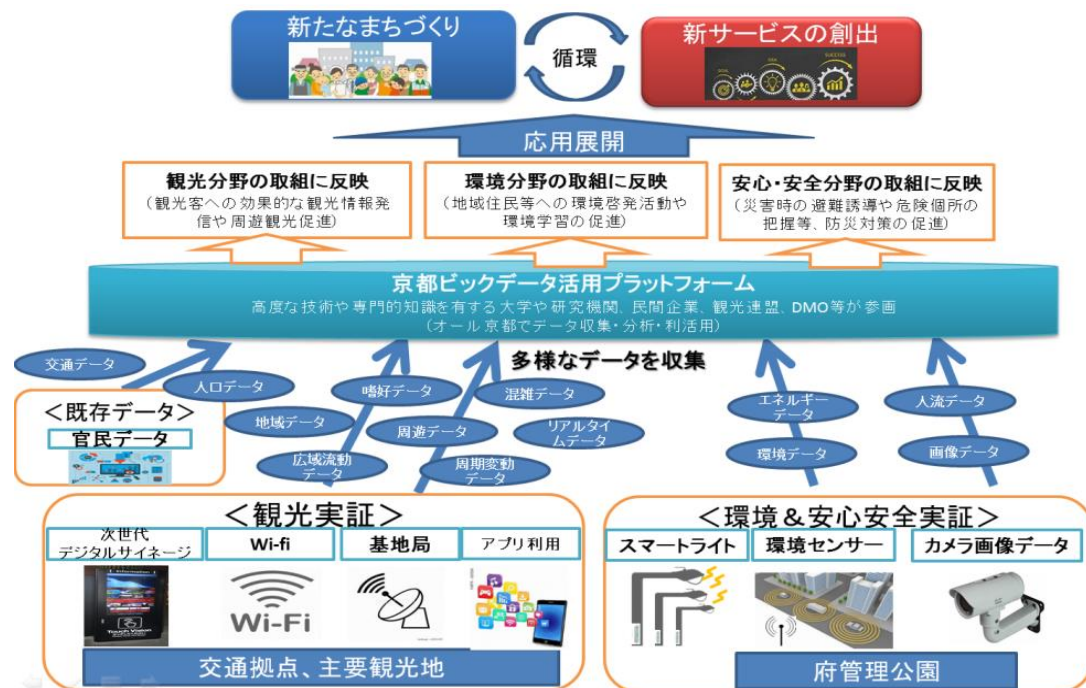 新たなまちづくり
循環
新サービスの創出
SUCCESS
応用展開
観光分野の取組に反映
（観光客への効果的な観光情報発
信や周遊観光促進）
環境分野の取組に反映
（地域住民等への環境啓発活動や
環境学習の促進）
安心・安全分野の取組に反映
（災害時の避難誘導や危険個所の
把握等、防災対策の促進）
京都ビックデータ活用プラットフォーム
高度な技術や専門的知識を有する大学や研究機関、民間企業、観光連盟、DMO等が参画
（オール京都でデータ収集・分析・利活用）
多様なデータを収集
交通データ
人口データ
嗜好データ
混雑データ
エネルギー
データ
人流データ
＜既存データ＞
官民データ
地域データ
周遊データ
リアルタイ
ムデータ
広域流動
データ
周期変動
データ
環境データ
画像データ
＜観光実証＞
次世代
デジタルサイネージ
Wi-fi
基地局
アプリ利用
Information
Touch Vision
Wi-Fi
交通拠点、主要観光地
＜環境＆安心安全実証＞
スマートライト
環境センサー
カメラ画像データ
府管理公園